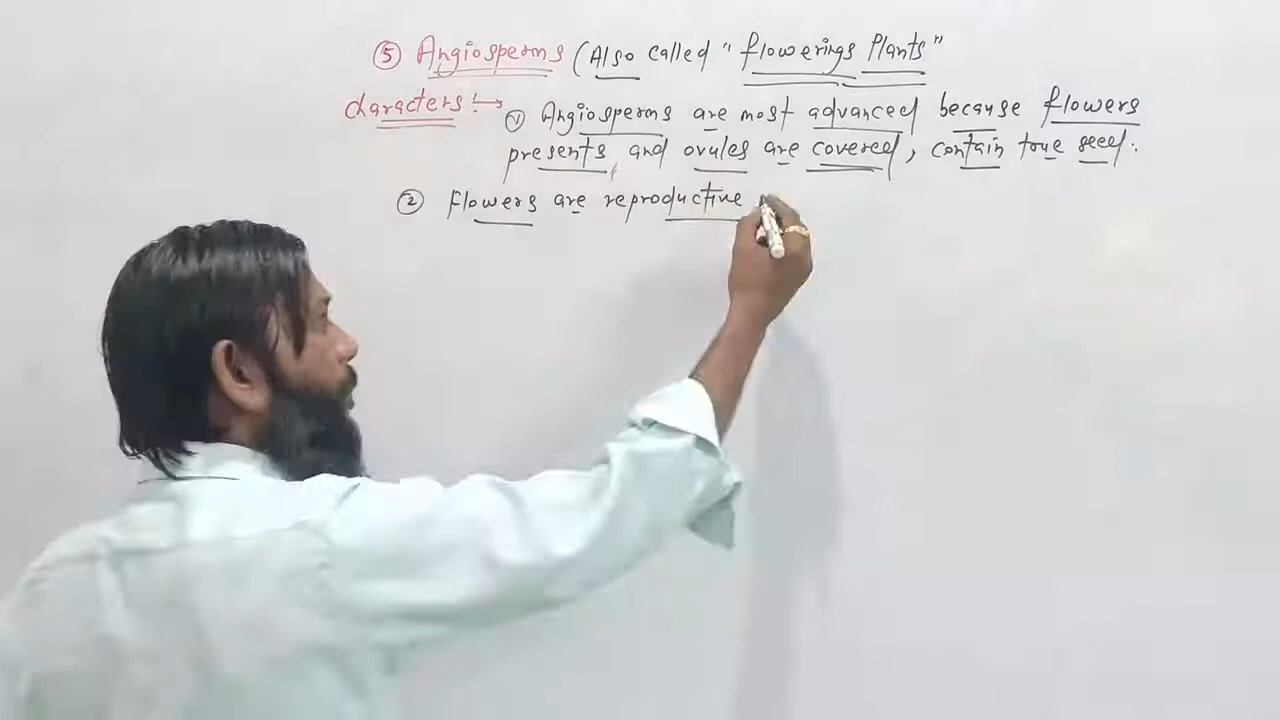 ⑤ Angiosperms (Also called "flowerings Plants"
characters:→
① Angiosperms are most advanced because flowers
presents, and ovules are covered, contain true seed.
② Flowers are reproductive